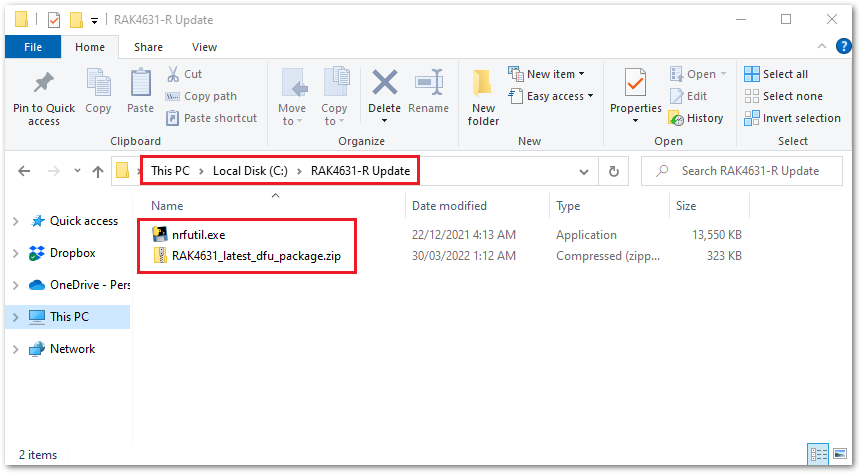 RAK4631-R Update
File Home Share View
Pin to Quick access
Copy
Paste
Cut
Copy path
Paste shortcut
Clipboard
Move to
Copy to
Delete
Rename
Organize
New folder
New item
Easy access
New
Properties
Open
Edit
History
Open
Select all
Select none
Invert selection
Select
This PC > Local Disk (C:) > RAK4631-R Update
Search RAK4631-R Update
Name Date modified Type Size
Quick access
Dropbox
OneDrive - Pers
This PC
Network
nrfutil.exe 22/12/2021 4:13 AM Application 13,550 KB
RAK4631_latest_dfu_package.zip 30/03/2022 1:12 AM Compressed (zipp... 323 KB
2 items